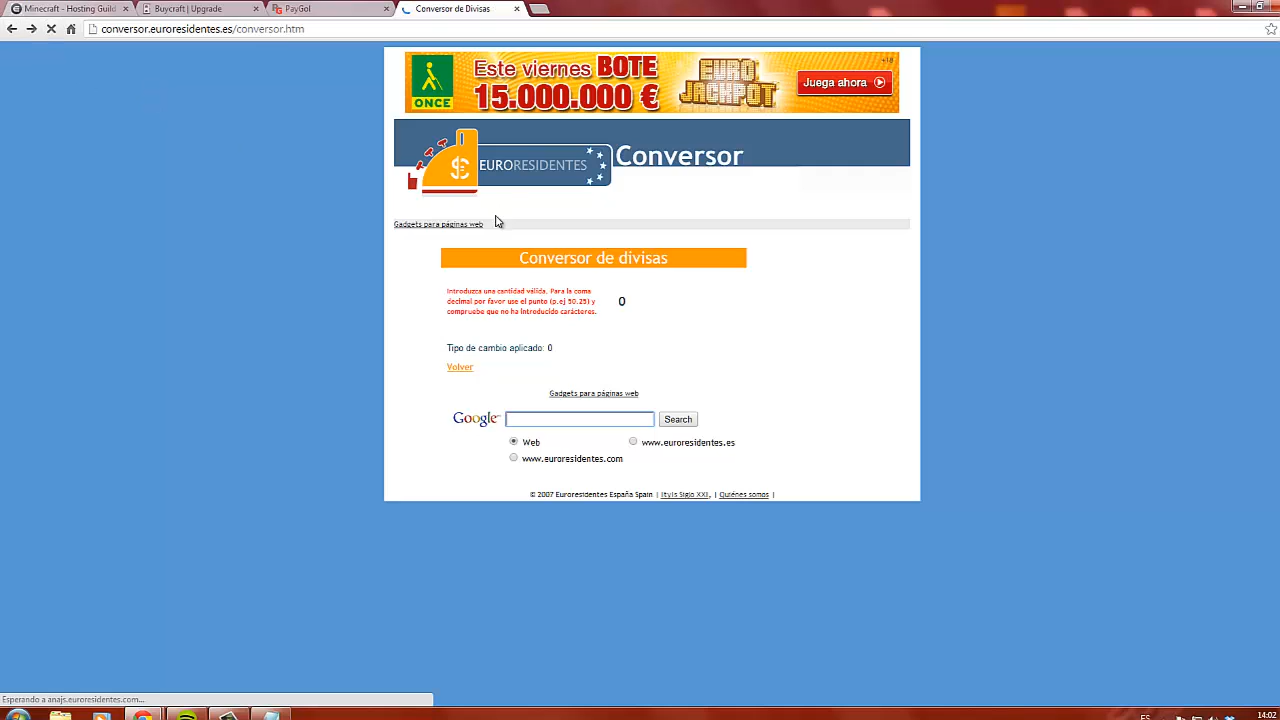 Minecraft - Hosting Guild
Buycraft | Upgrade
PayGol
Conversor de Divisas
conversor.euroresidentes.es/conversor.htm
ONCE
Este viernes BOTE
15.000.000 €
EURO
JACKPOT
+18
Juega ahora
EURORESIDENTES
Conversor
Gadgets para páginas web
Conversor de divisas
Introduzca una cantidad válida. Para la coma
decimal por favor use el punto (p.ej 50.25) y
compruebe que no ha introducido carácteres.
0
Tipo de cambio aplicado: 0
Volver
Gadgets para páginas web
Google
Search
Web
www.euroresidentes.es
www.euroresidentes.com
© 2007 Euroresidentes España Spain | Ityis Siglo XXI, | Quiénes somos |
Esperando a anajs.euroresidentes.com...
ES
14:02